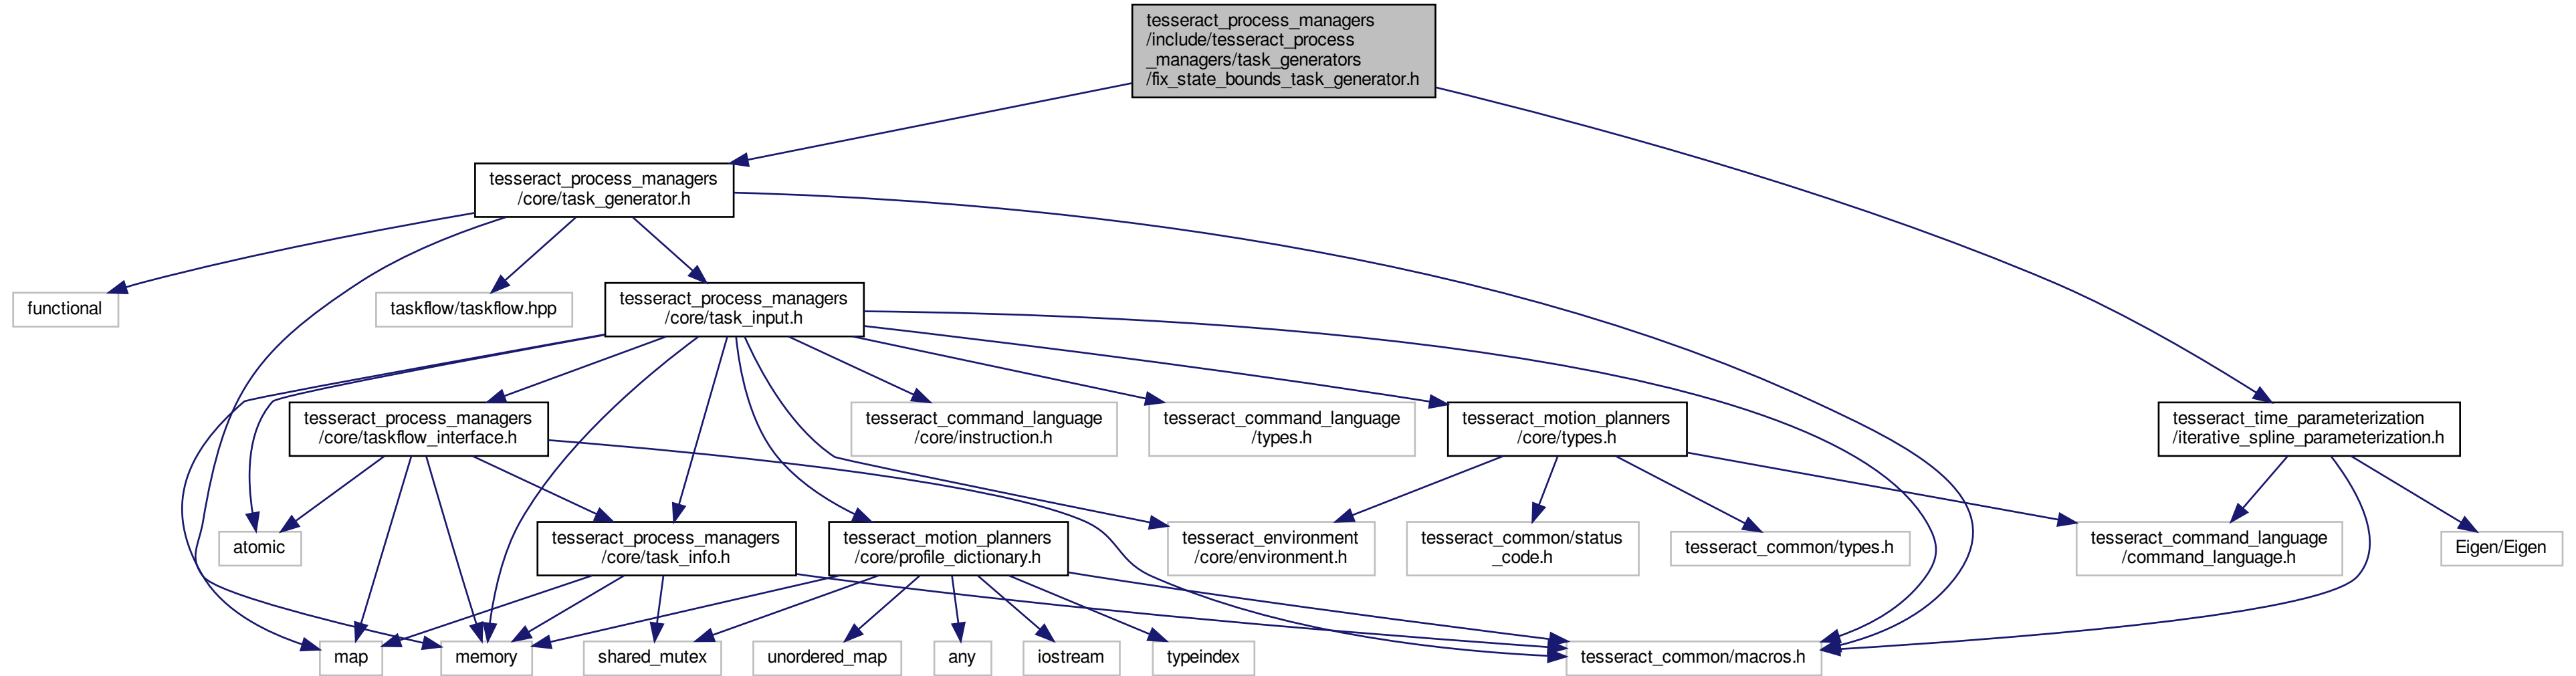 tesseract_process_managers
/include/tesseract_process
_managers/task_generators
/fix_state_bounds_task_generator.h
tesseract_process_managers
/core/task_generator.h
functional
taskflow/taskflow.hpp
tesseract_process_managers
/core/task_input.h
tesseract_process_managers
/core/taskflow_interface.h
tesseract_command_language
/core/instruction.h
tesseract_command_language
/types.h
tesseract_motion_planners
/core/types.h
tesseract_time_parameterization
/iterative_spline_parameterization.h
atomic
tesseract_process_managers
/core/task_info.h
tesseract_motion_planners
/core/profile_dictionary.h
tesseract_environment
/core/environment.h
tesseract_common/status
_code.h
tesseract_common/types.h
tesseract_command_language
/command_language.h
Eigen/Eigen
map
memory
shared_mutex
unordered_map
any
iostream
typeindex
tesseract_common/macros.h